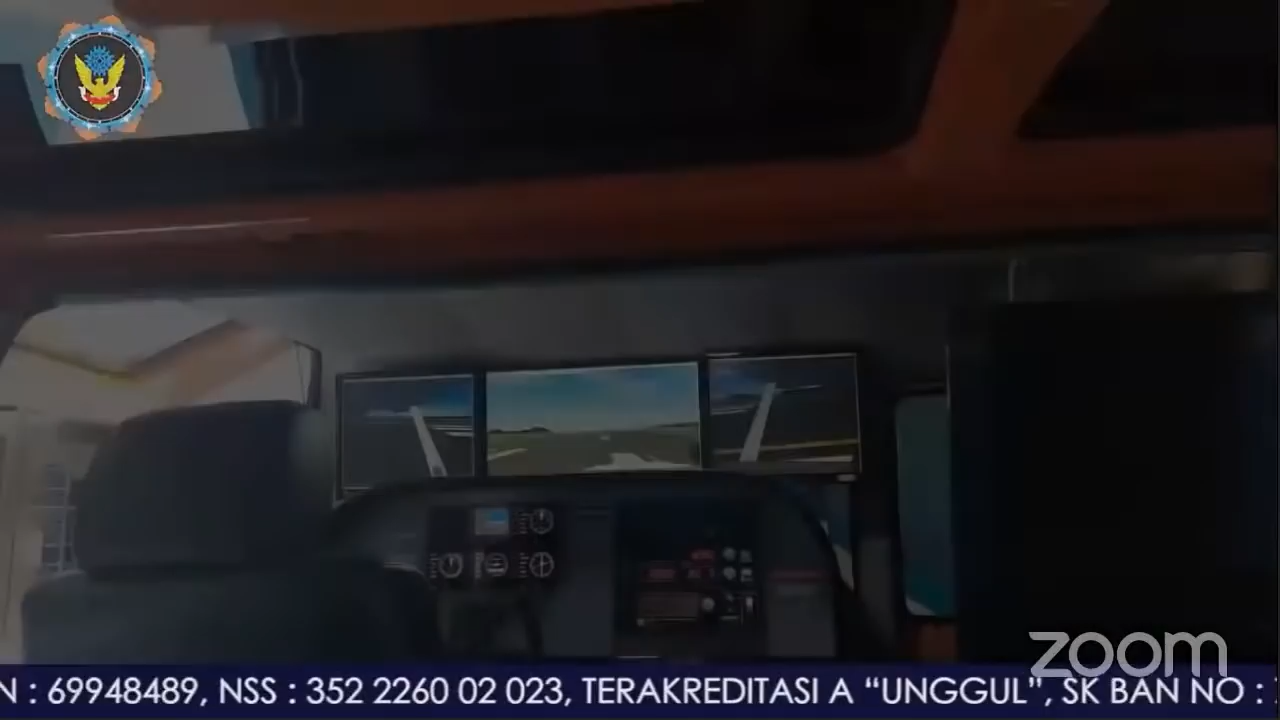 zoom
N : 69948489, NSS : 352 2260 02 023, TERAKREDITASI A “UNGGUL”, SK BAN NO :